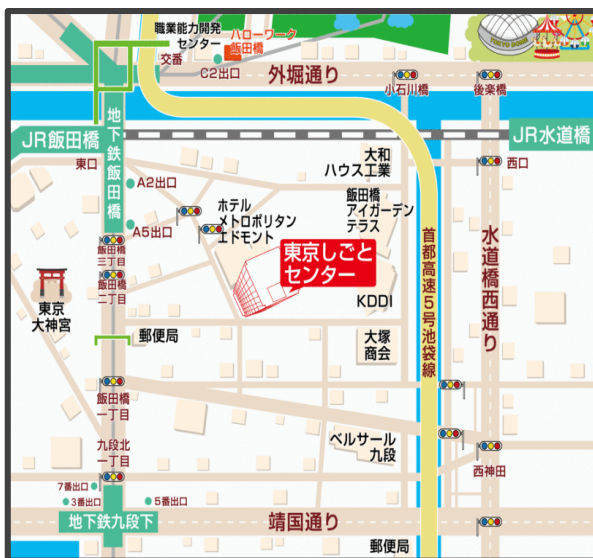 職業能力開発
センター
ハローワーク
飯田橋
交番
C2出口
外堀通り
TOKYO DOME
小石川橋
後楽橋
JR飯田橋
地下鉄飯田橋
JR水道橋
東口
西口
大和
ハウス工業
A2出口
ホテル
メトロポリタン
エドモント
飯田橋
アイガーデン
テラス
A5出口
飯田橋
三丁目
東京しごと
センター
首都高速5号池袋線
水道橋西通り
飯田橋
二丁目
東京
大神宮
KDDI
郵便局
大塚
商会
飯田橋
一丁目
九段北
一丁目
ベルサール
九段
西神田
7番出口
3番出口
5番出口
地下鉄九段下
靖国通り
郵便局